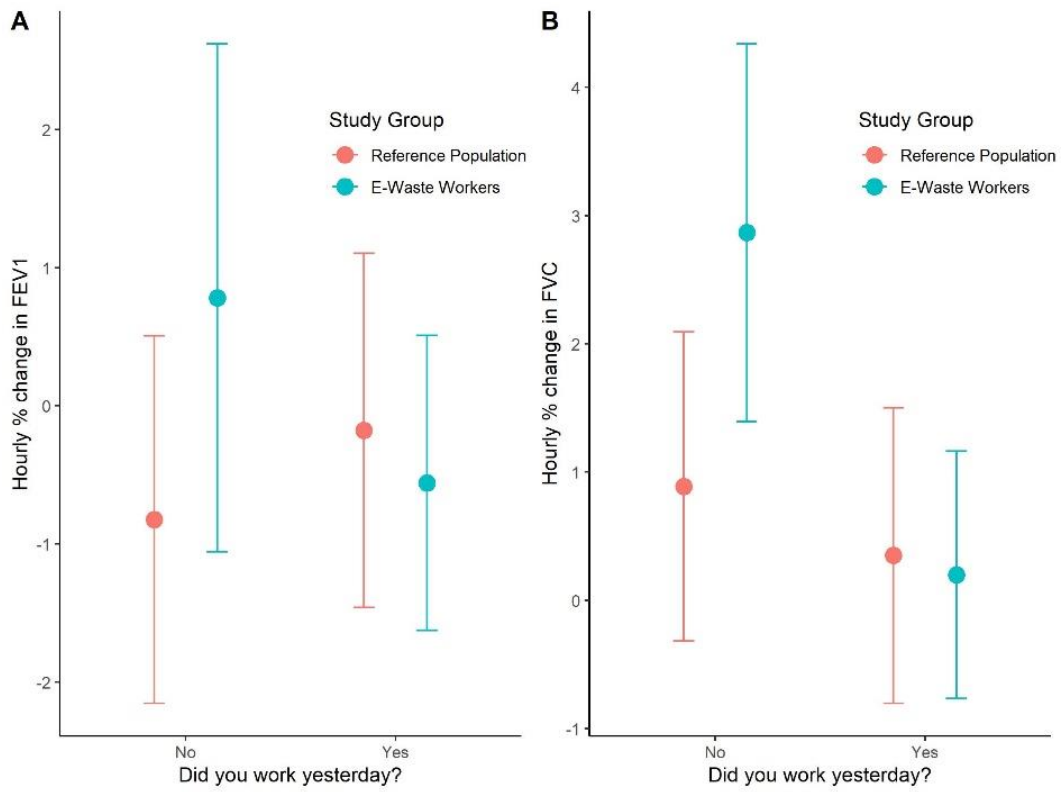 A
Hourly % change in FEV1
2
1
0
-1
-2
Study Group
Reference Population
E-Waste Workers
No
Yes
Did you work yesterday?
B
Hourly % change in FVC
4
3
2
1
0
-1
Study Group
Reference Population
E-Waste Workers
No
Yes
Did you work yesterday?